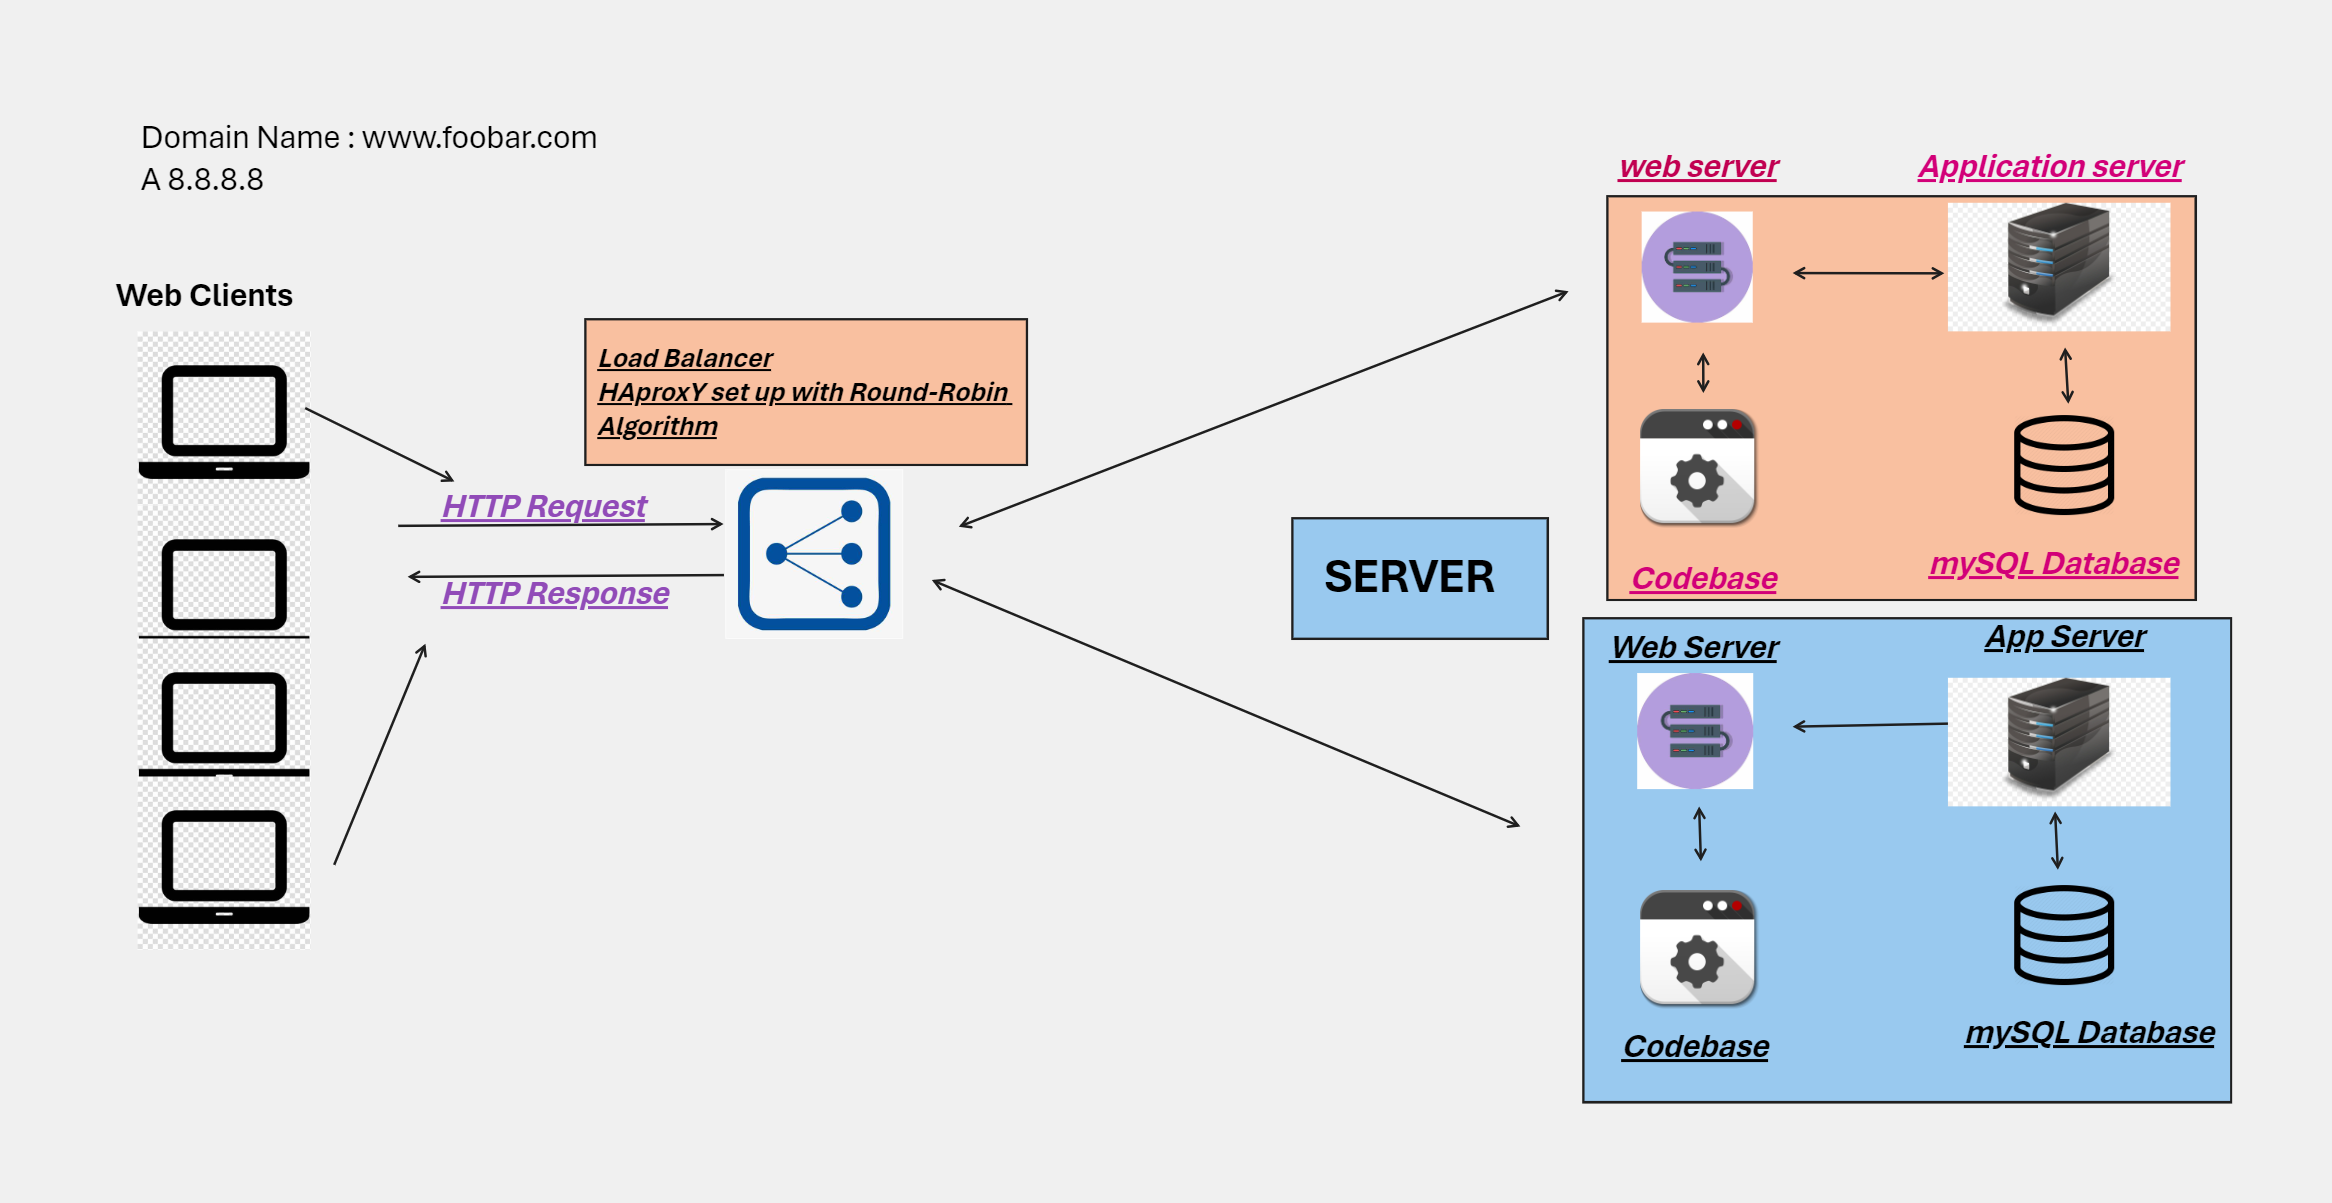 Domain Name : www.foobar.com
A 8.8.8.8
Web Clients
Load Balancer
HAproxY set up with Round-Robin
Algorithm
HTTP Request
HTTP Response
SERVER
web server
Application server
Codebase
mySQL Database
Web Server
App Server
Codebase
mySQL Database